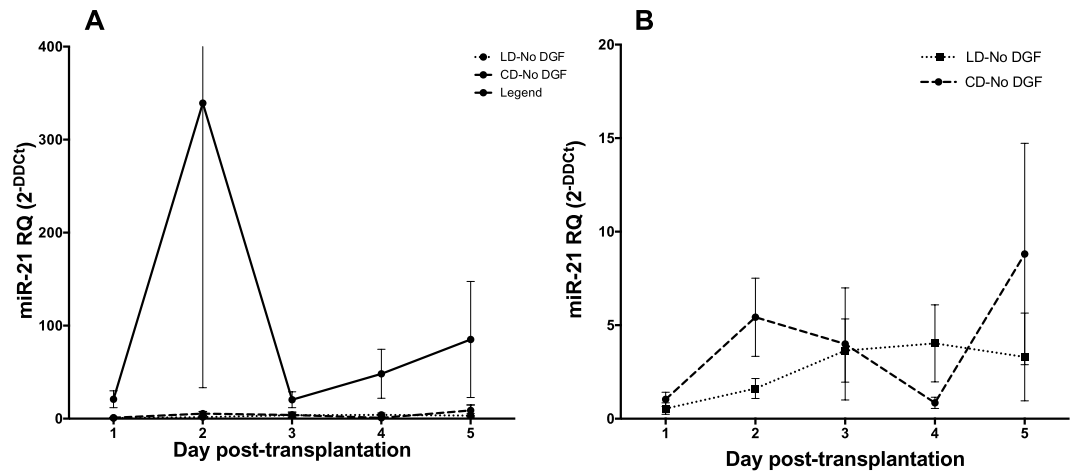 A
miR-21 RQ (2-DDCt)
400
300
200
100
0
1 2 3 4 5
Day post-transplantation
LD-No DGF
CD-No DGF
Legend
B
miR-21 RQ (2-DDCt)
20
15
10
5
0
1 2 3 4 5
Day post-transplantation
LD-No DGF
CD-No DGF